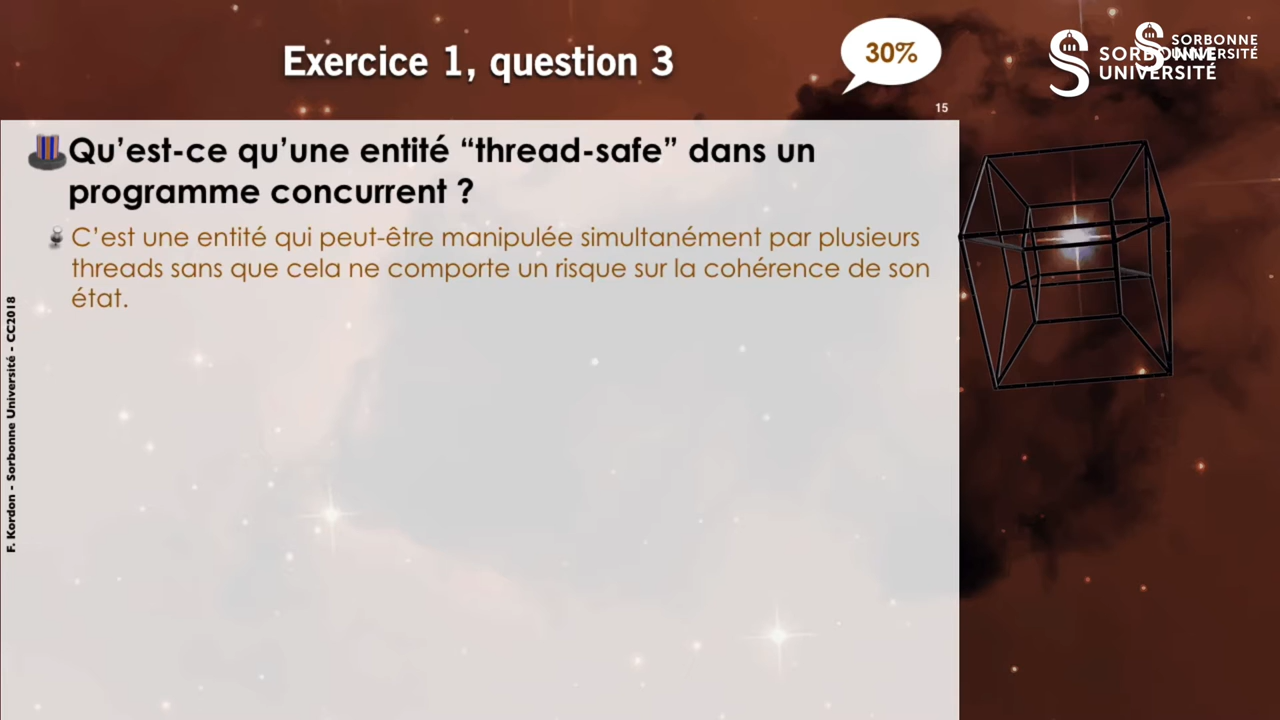 Exercice 1, question 3
30%
SORBONNE
UNIVERSITÉ
SORBONNE
UNIVERSITÉ
15
Qu’est-ce qu’une entité “thread-safe” dans un
programme concurrent ?
C’est une entité qui peut-être manipulée simultanément par plusieurs
threads sans que cela ne comporte un risque sur la cohérence de son
état.
F. Kordon - Sorbonne Université - CC2018